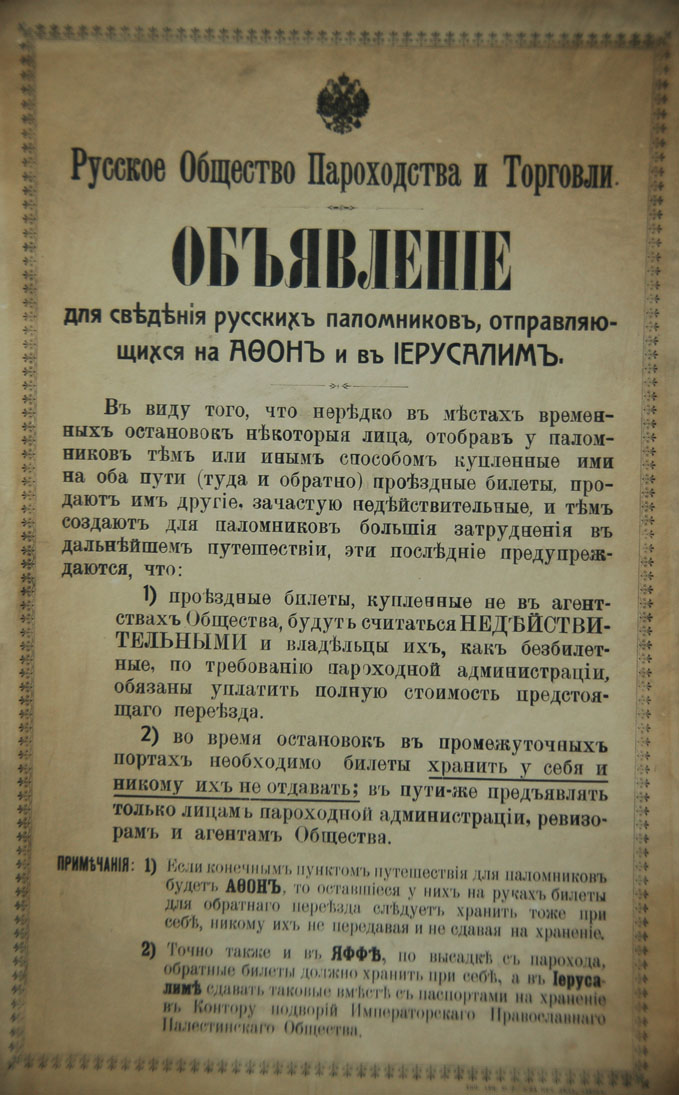 Русское Общество Пароходства и Торговли.
ОБЪЯВЛЕНІЕ
для свѣдѣнія русскихъ паломниковъ, отправляю-
щихся на АѲОНЪ и въ ІЕРУСАЛИМЪ.
Въ виду того, что нерѣдко въ мѣстахъ времен-
ныхъ остановокъ нѣкоторыя лица, отобравъ у палом-
никовъ тѣмъ или инымъ способомъ купленные ими
на оба пути (туда и обратно) проѣздные билеты, про-
даютъ имъ другіе, зачастую недѣйствительные, и тѣмъ
создаютъ для паломниковъ большія затрудненія въ
дальнѣйшемъ путешествіи, эти послѣдніе предупреж-
даются, что:
1) проѣздные билеты, купленные не въ агент-
ствахъ Общества, будутъ считаться НЕДѢЙСТВИ-
ТЕЛЬНЫМИ и владѣльцы ихъ, какъ безбилет-
ные, по требованію пароходной администраціи,
обязаны уплатить полную стоимость предстоя-
щаго переѣзда.
2) во время остановокъ въ промежуточныхъ
портахъ необходимо билеты хранить у себя и
никому ихъ не отдавать; въ пути-же предъявлять
только лицамъ пароходной администраціи, ревизо-
рамъ и агентамъ Общества.
ПРИМѢЧАНІЯ: 1) Если конечнымъ пунктомъ путешествія для паломниковъ
будетъ АѲОНЪ, то оставшіеся у нихъ на рукахъ билеты
для обратнаго переѣзда слѣдуетъ хранить тоже при
себѣ, никому ихъ не передавая и не сдавая на храненіе.
2) Точно также и въ ЯФФѢ, по высадкѣ съ парохода,
обратные билеты должно хранить при себѣ, а въ Іеруса-
лимѣ сдавать таковые вмѣстѣ съ паспортами на храненіе
въ Контору подворій Императорскаго Православнаго
Палестинскаго Общества.